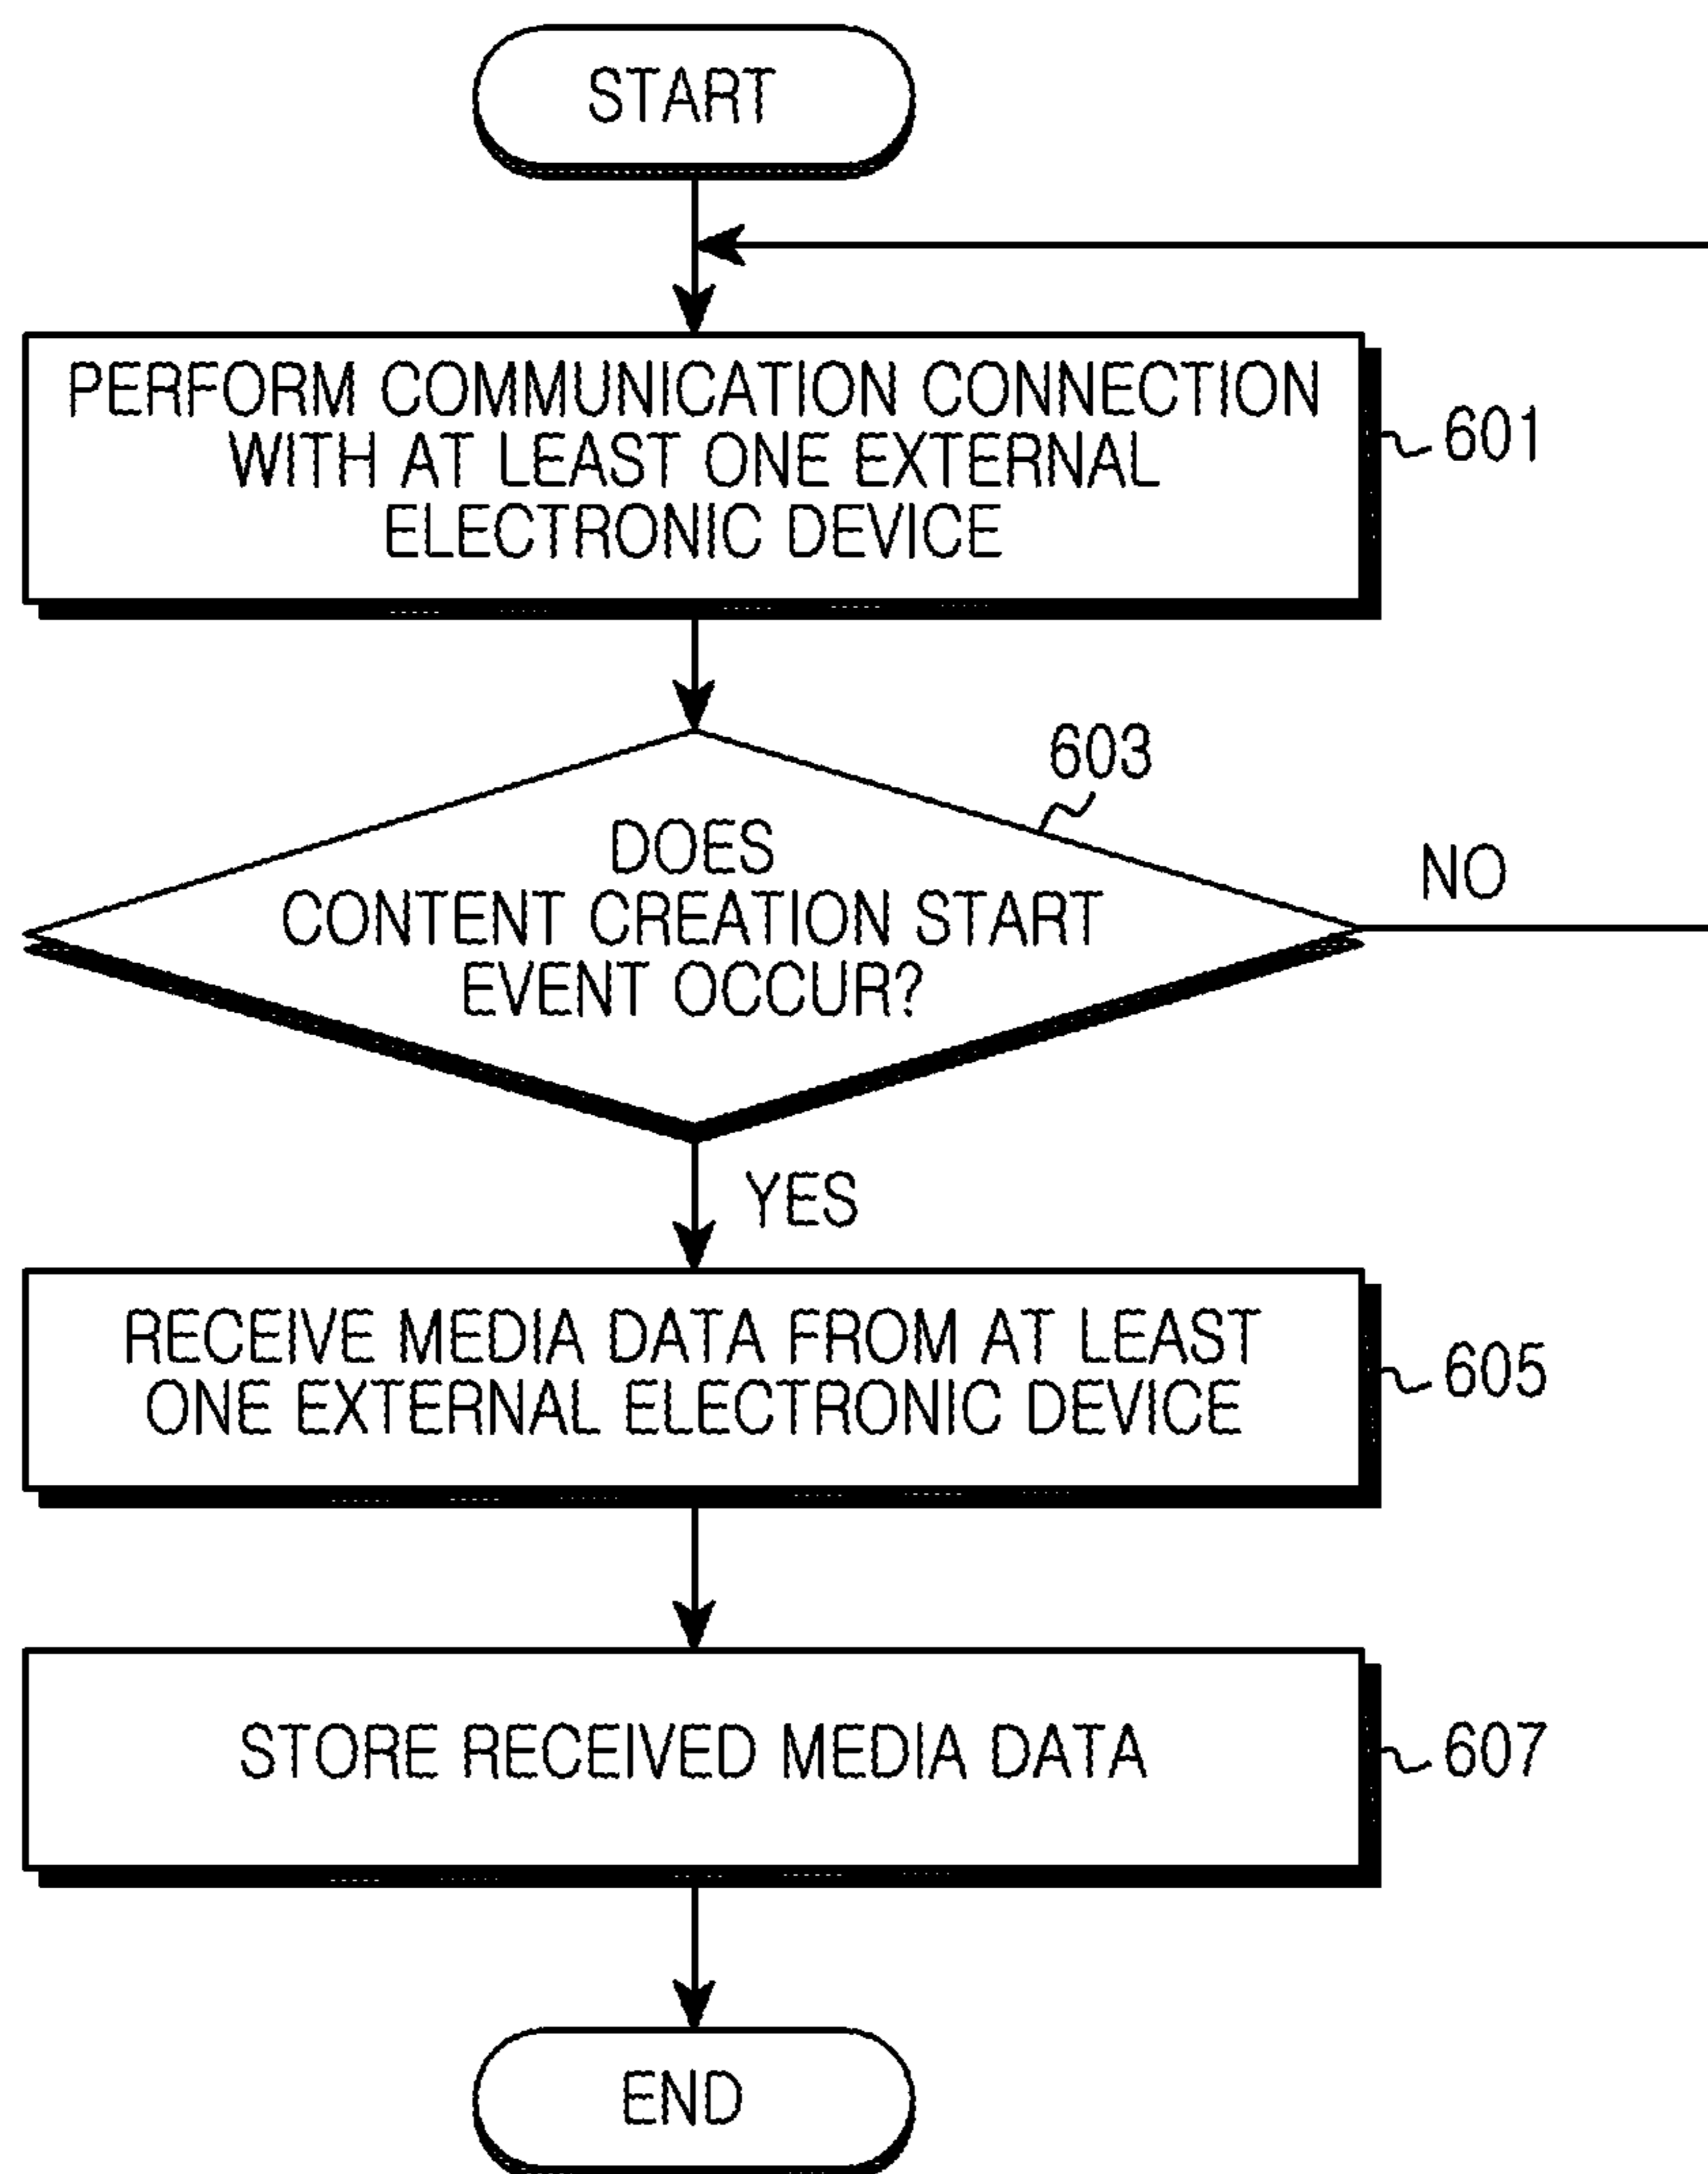 START
PERFORM COMMUNICATION CONNECTION
WITH AT LEAST ONE EXTERNAL
ELECTRONIC DEVICE
601
603
DOES
CONTENT CREATION START
EVENT OCCUR?
NO
YES
RECEIVE MEDIA DATA FROM AT LEAST
ONE EXTERNAL ELECTRONIC DEVICE
605
STORE RECEIVED MEDIA DATA
607
END